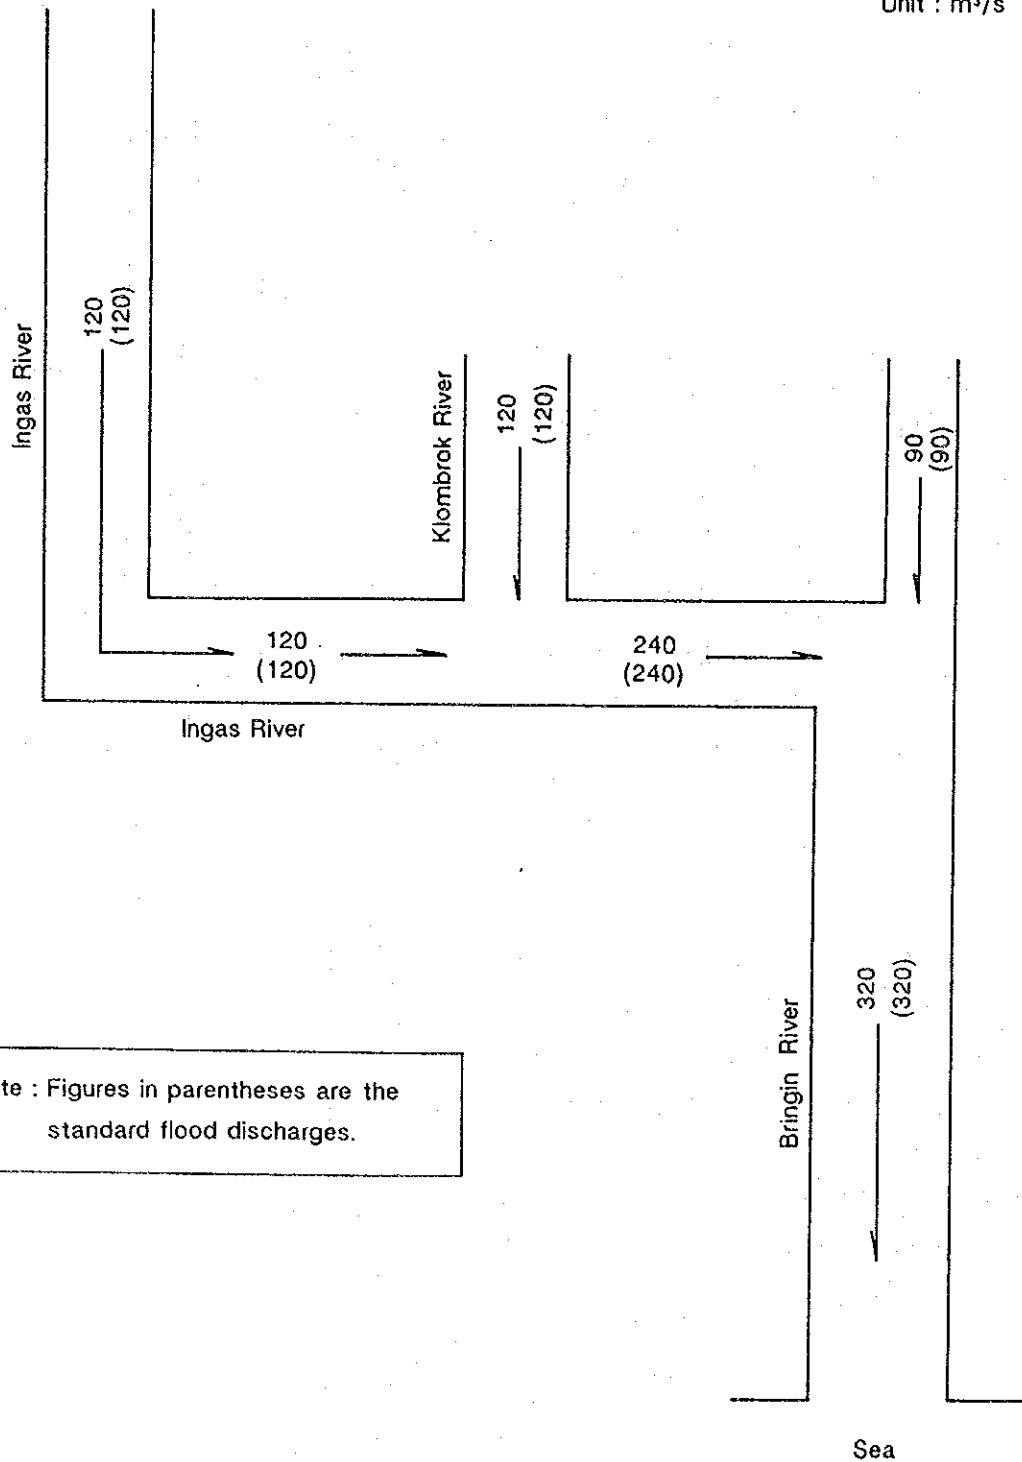 Unit : m³/s
Ingas River
120
(120)
Klombrok River
120
(120)
90
(90)
120
(120)
240
(240)
Ingas River
Bringin River
320
(320)
te : Figures in parentheses are the
standard flood discharges.
Sea